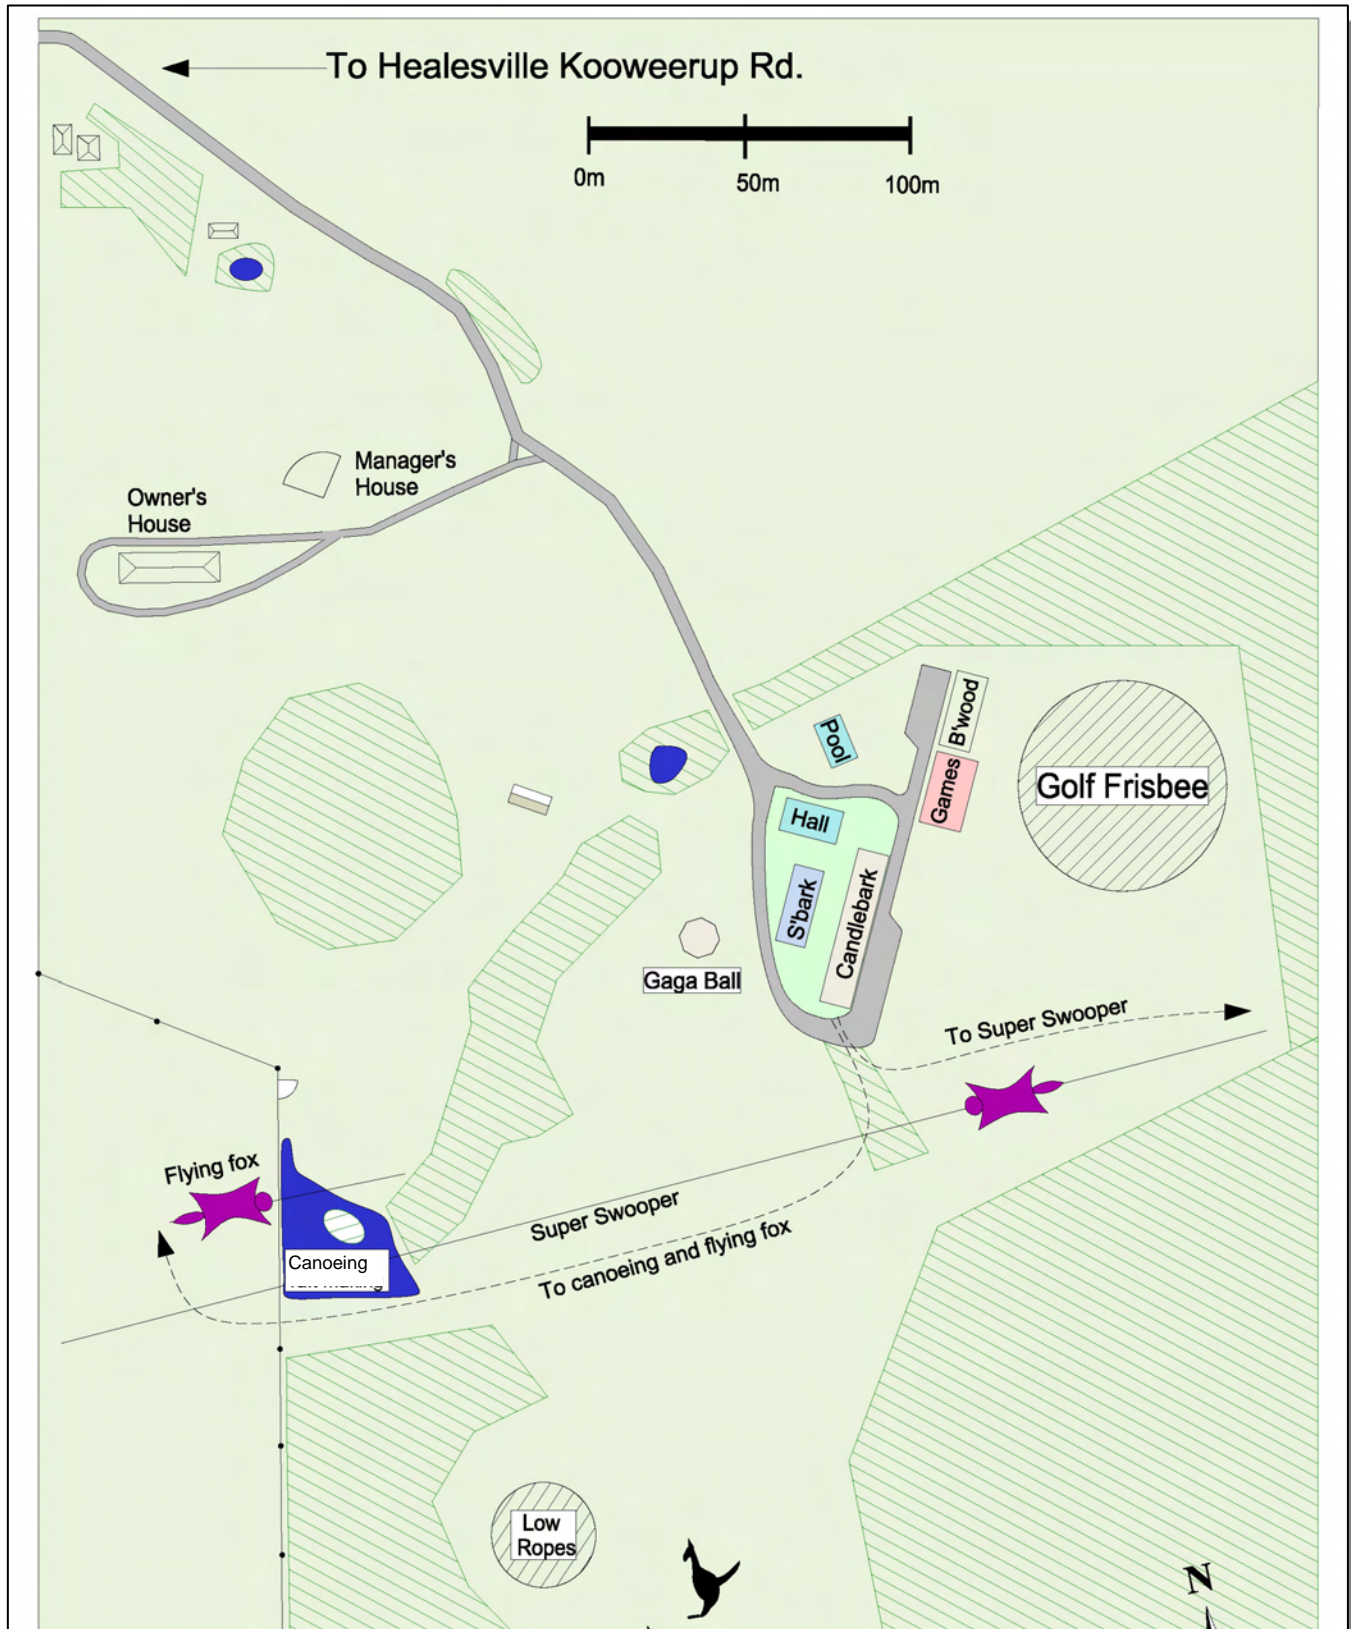 To Healesville Kooweerup Rd.
0m
50m
100m
Manager's
House
Owner's
House
Pool
B'wood
Games
Golf Frisbee
Hall
S'bark
Candlebark
Gaga Ball
To Super Swooper
Flying fox
Super Swooper
To canoeing and flying fox
Canoeing
Low
Ropes
N